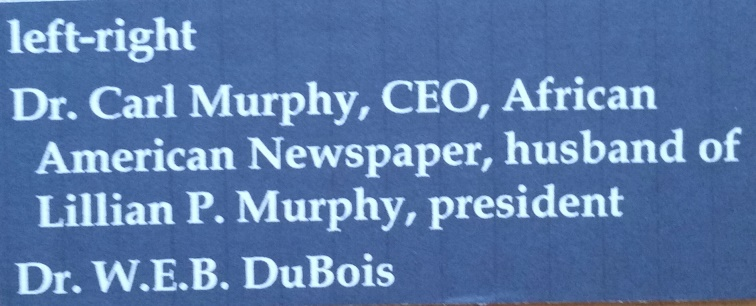 left-right
Dr. Carl Murphy, CEO, African
American Newspaper, husband of
Lillian P. Murphy, president
Dr. W.E.B. DuBois